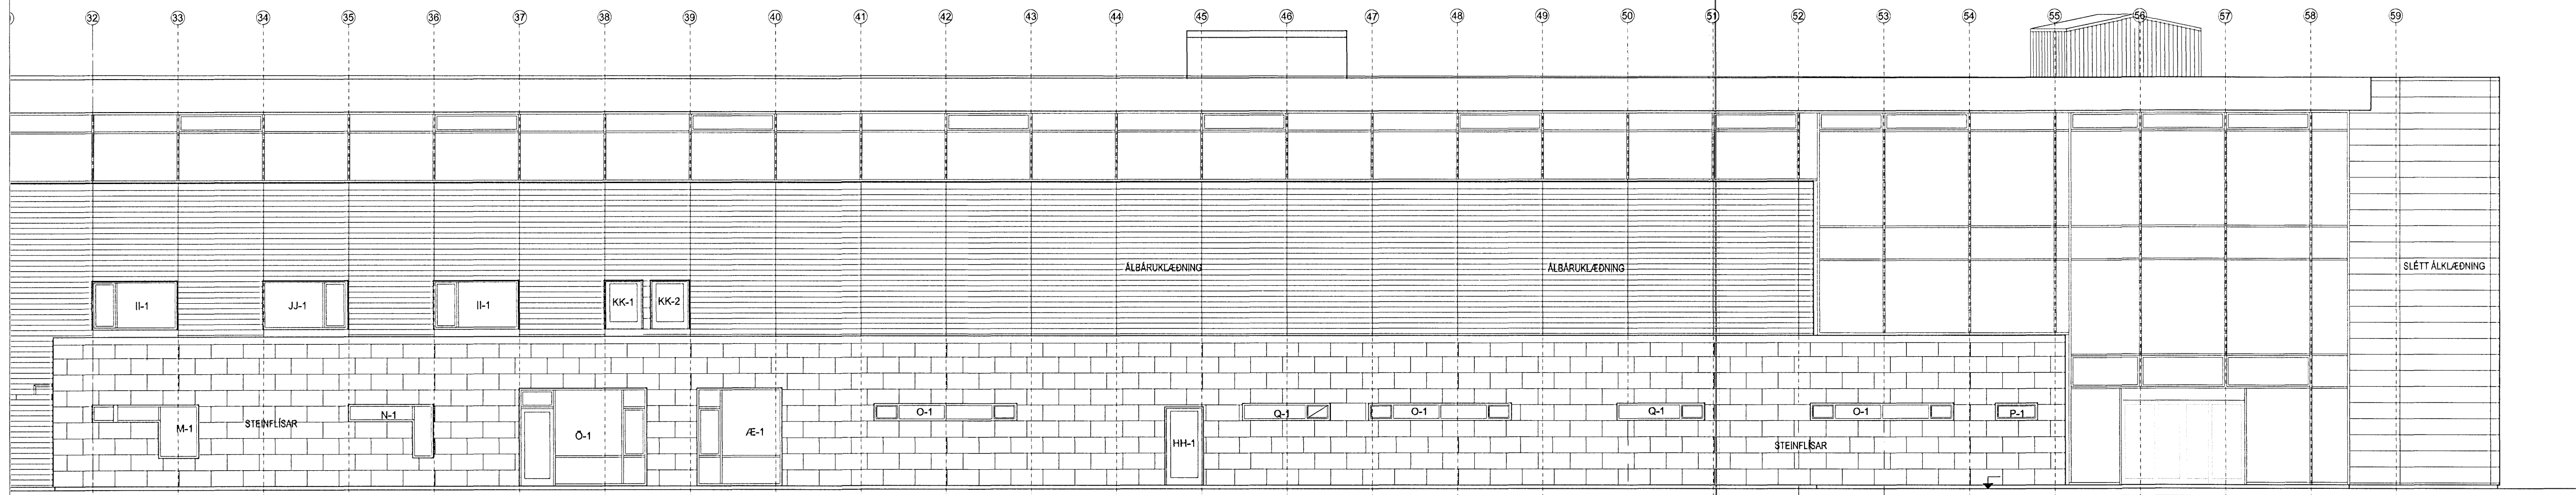 32 33 34 35 36 37 38 39 40 41 42 43 44 45 46 47 48 49 50 51 52 53 54 55 56 57 58 59
ÁLBÁRUKLÆÐNING ÁLBÁRUKLÆÐNING SLÉTT ÁLKLÆÐNING
II-1 JJ-1 II-1 KK-1 KK-2
N-1 O-1 Q-1 O-1 Q-1 O-1 P-1
M-1 STEINFLÍSAR Ö-1 Æ-1
HH-1 STEINFLÍSAR